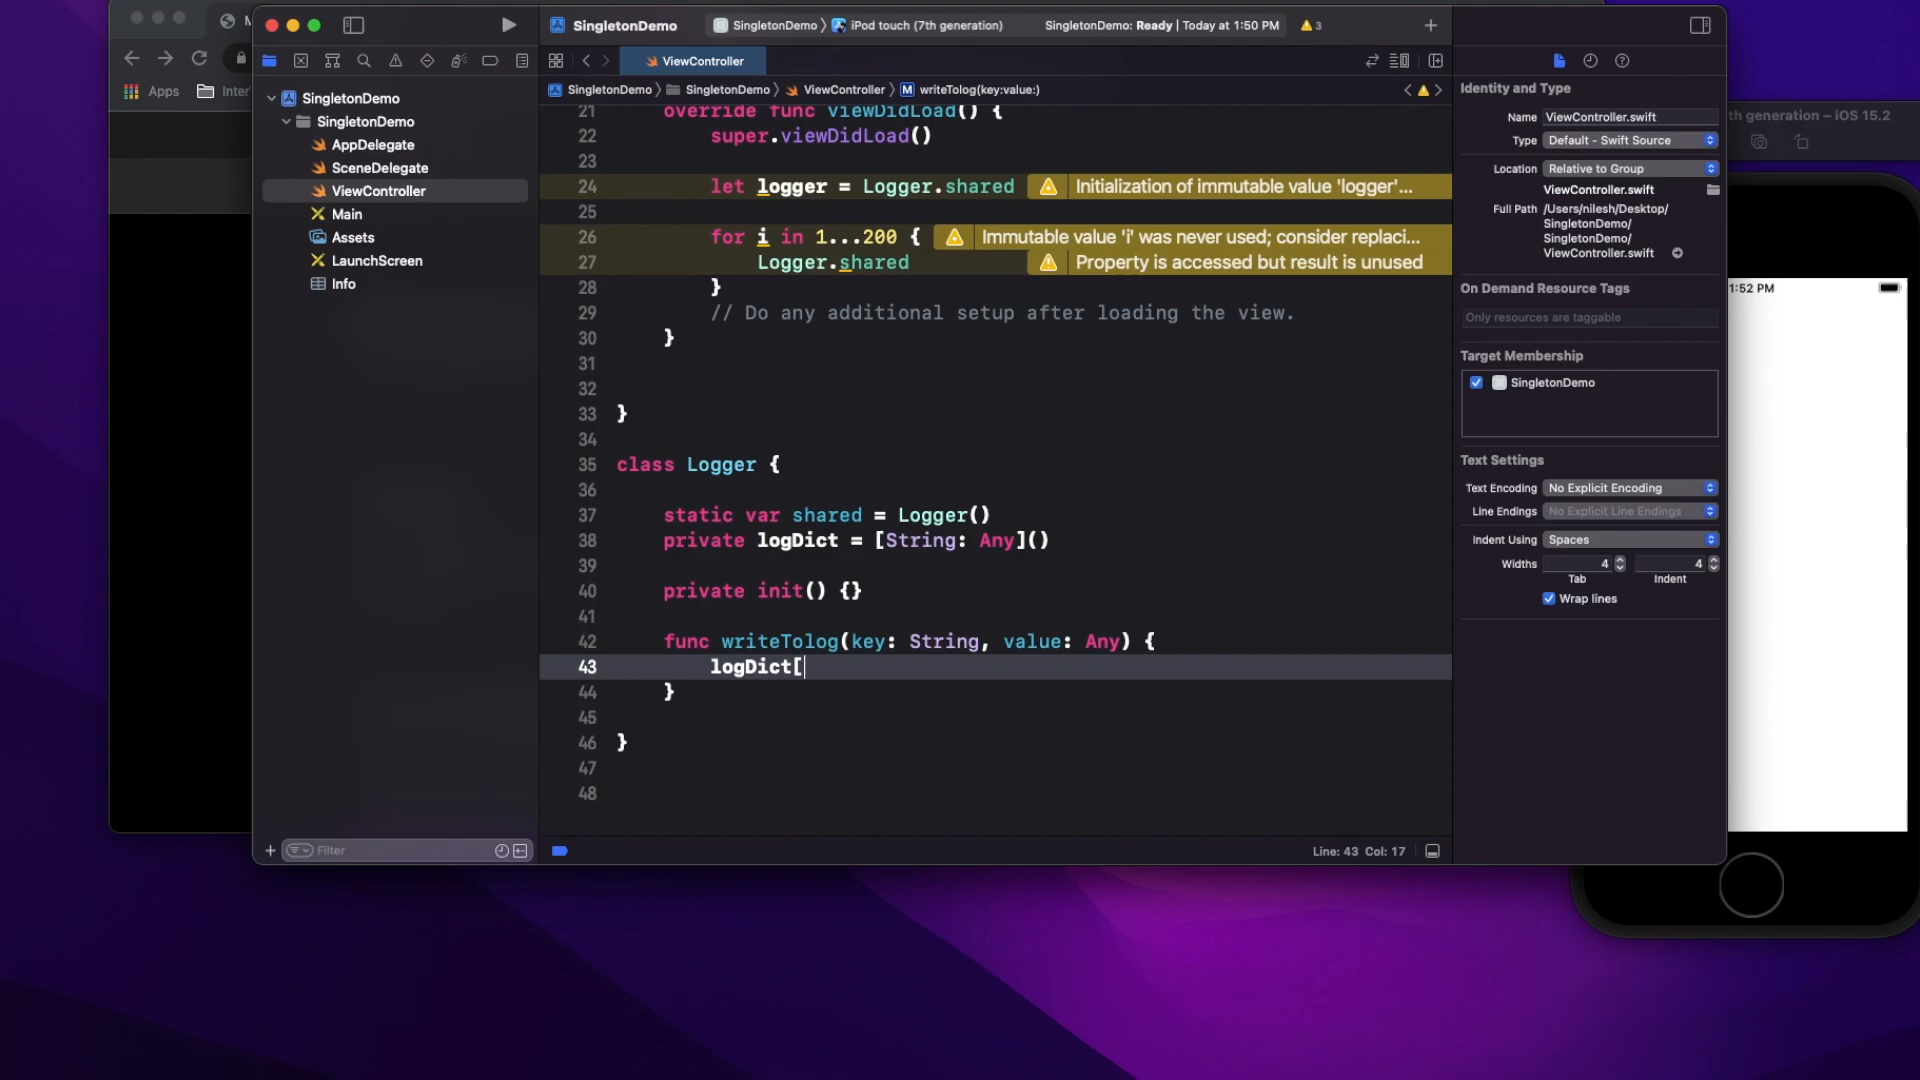 SingletonDemo
SingletonDemo 〉 iPod touch (7th generation)
SingletonDemo: Ready | Today at 1:50 PM
3
ViewController
Apps
SingletonDemo 〉 SingletonDemo 〉 ViewController 〉 M writeTolog(key:value:)
SingletonDemo
SingletonDemo
AppDelegate
SceneDelegate
ViewController
Main
Assets
LaunchScreen
Info
Filter
21 override func viewDidLoad() {
22 super.viewDidLoad()
23
24 let logger = Logger.shared Initialization of immutable value 'logger'...
25
26 for i in 1...200 { Immutable value 'i' was never used; consider replaci...
27 Logger.shared Property is accessed but result is unused
28 }
29 // Do any additional setup after loading the view.
30 }
31
32
33 }
34
35 class Logger {
36
37 static var shared = Logger()
38 private logDict = [String: Any]()
39
40 private init() {}
41
42 func writeTolog(key: String, value: Any) {
43 logDict[
44 }
45
46 }
47
48
Line: 43 Col: 17
Identity and Type
Name ViewController.swift
Type Default - Swift Source
Location Relative to Group
ViewController.swift
Full Path /Users/nilesh/Desktop/
SingletonDemo/
SingletonDemo/
ViewController.swift
On Demand Resource Tags
Only resources are taggable
Target Membership
SingletonDemo
Text Settings
Text Encoding No Explicit Encoding
Line Endings No Explicit Line Endings
Indent Using Spaces
Widths 4 4
Tab Indent
Wrap lines
th generation – iOS 15.2
1:52 PM